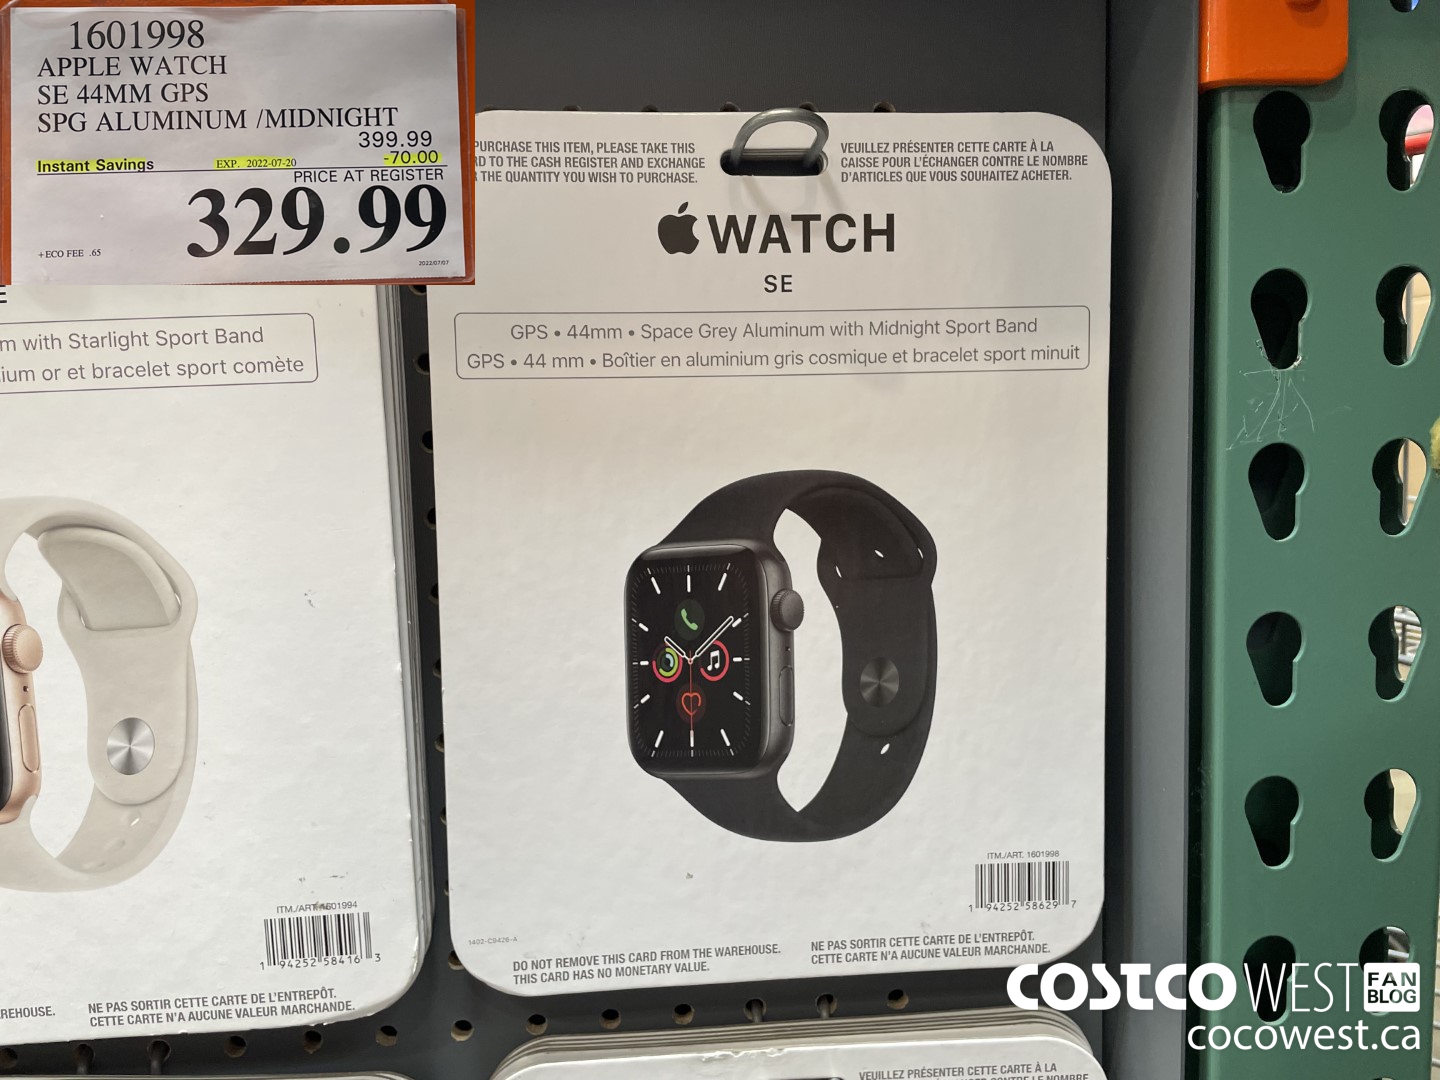 1601998
APPLE WATCH
SE 44MM GPS
SPG ALUMINUM /MIDNIGHT
399.99
Instant Savings EXP. 2022-07-20 -70.00
PRICE AT REGISTER
329.99
+ECO FEE .65
2022/07/07
PURCHASE THIS ITEM, PLEASE TAKE THIS
TO THE CASH REGISTER AND EXCHANGE
THE QUANTITY YOU WISH TO PURCHASE.
VEUILLEZ PRÉSENTER CETTE CARTE À LA
CAISSE POUR L'ÉCHANGER CONTRE LE NOMBRE
D'ARTICLES QUE VOUS SOUHAITEZ ACHETER.
WATCH
SE
GPS • 44mm • Space Grey Aluminum with Midnight Sport Band
GPS • 44 mm • Boîtier en aluminium gris cosmique et bracelet sport minuit
ITM./ART. 1601998
1 94252 58629 7
1402-C9426-A
DO NOT REMOVE THIS CARD FROM THE WAREHOUSE.
THIS CARD HAS NO MONETARY VALUE.
NE PAS SORTIR CETTE CARTE DE L'ENTREPÔT.
CETTE CARTE N'A AUCUNE VALEUR MARCHANDE.
with Starlight Sport Band
or et bracelet sport comète
ITM./ART. 1601994
1 94252 58416 3
NE PAS SORTIR CETTE CARTE DE L'ENTREPÔT.
CETTE CARTE N'A AUCUNE VALEUR MARCHANDE.
VEUILLEZ PRÉSENTER CETTE CARTE À LA
COSTCO WEST FAN BLOG
cocowest.ca